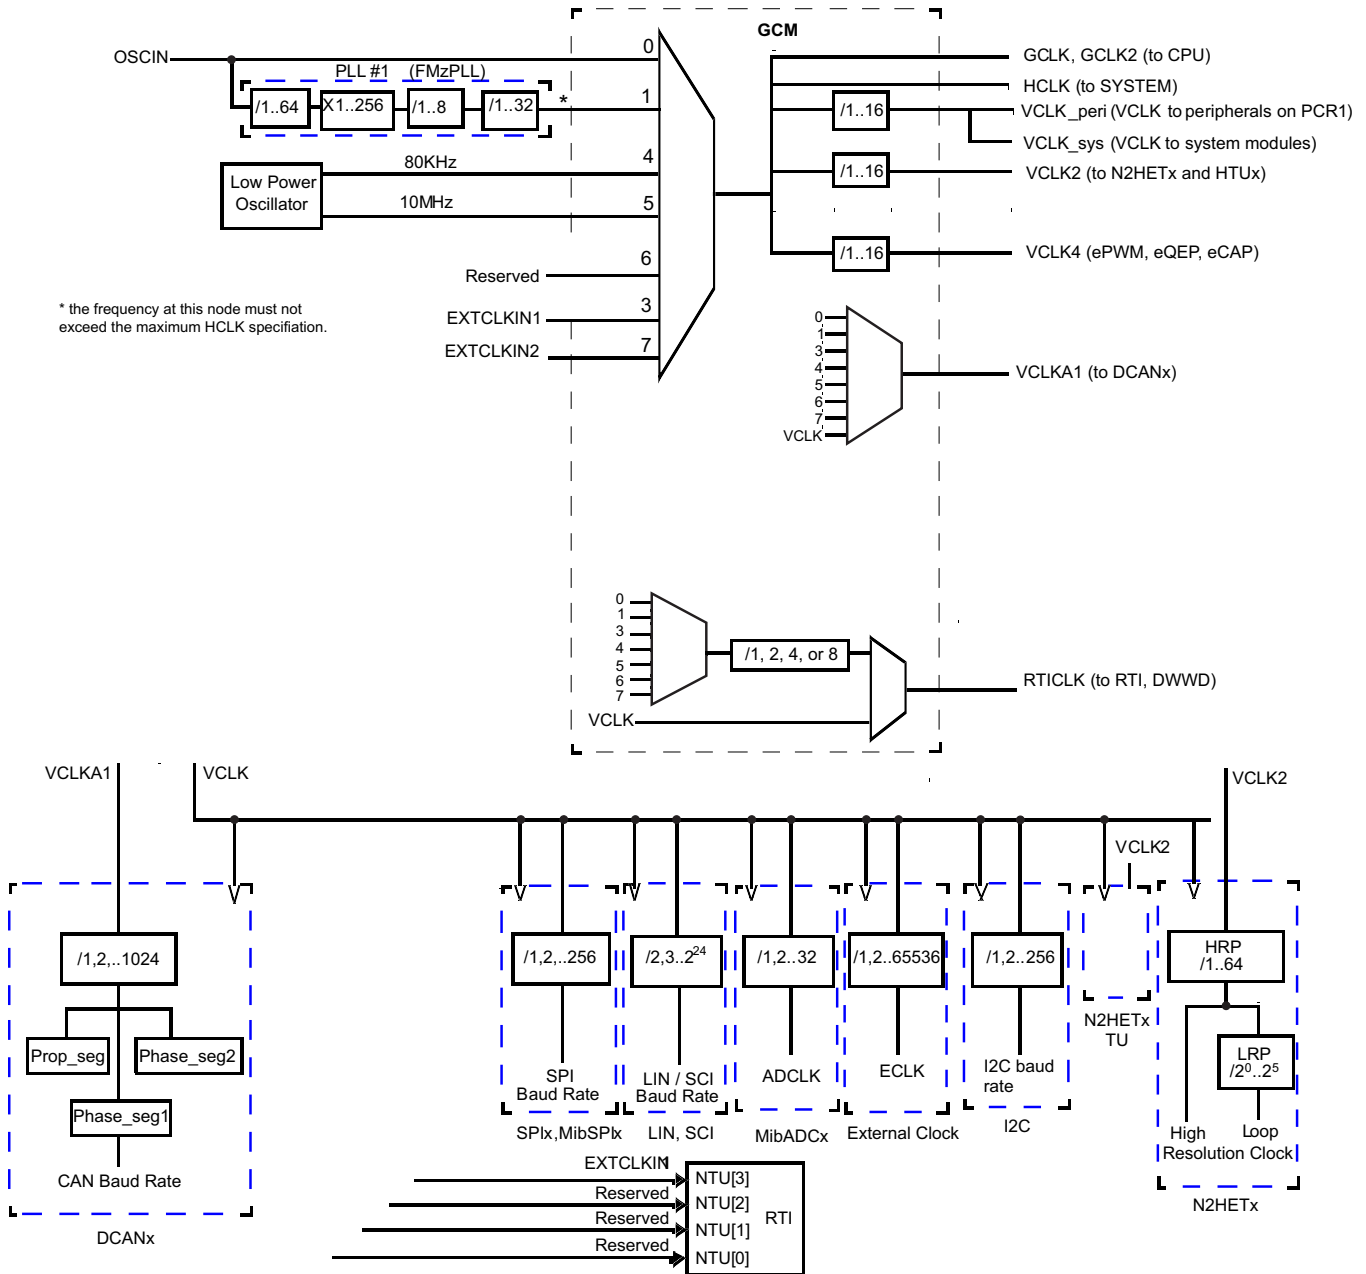 GCM
OSCIN
0
GCLK, GCLK2 (to CPU)
PLL #1 (FMzPLL)
HCLK (to SYSTEM)
/1..64
X1..256
/1..8
/1..32
*
1
/1..16
VCLK_peri (VCLK to peripherals on PCR1)
VCLK_sys (VCLK to system modules)
80KHz
4
/1..16
VCLK2 (to N2HETx and HTUx)
Low Power
Oscillator
10MHz
5
/1..16
VCLK4 (ePWM, eQEP, eCAP)
6
Reserved
* the frequency at this node must not
exceed the maximum HCLK specifiation.
3
EXTCLKIN1
7
EXTCLKIN2
0
1
3
4
5
6
7
VCLK
VCLKA1 (to DCANx)
0
1
3
4
5
6
7
/1, 2, 4, or 8
RTICLK (to RTI, DWWD)
VCLK
VCLKA1
VCLK
VCLK2
VCLK2
/1,2,..1024
/1,2,..256
/2,3..2²⁴
/1,2..32
/1,2..65536
/1,2..256
HRP
/1..64
N2HETx
TU
Prop_seg
Phase_seg2
LRP
/2⁰..2⁵
Phase_seg1
SPI
Baud Rate
LIN / SCI
Baud Rate
ADCLK
ECLK
I2C baud
rate
High
Resolution Clock
Loop
CAN Baud Rate
SPIx,MibSPIx
LIN, SCI
MibADCx
External Clock
I2C
N2HETx
DCANx
EXTCLKIN1
NTU[3]
Reserved
NTU[2]
Reserved
NTU[1]
RTI
Reserved
NTU[0]